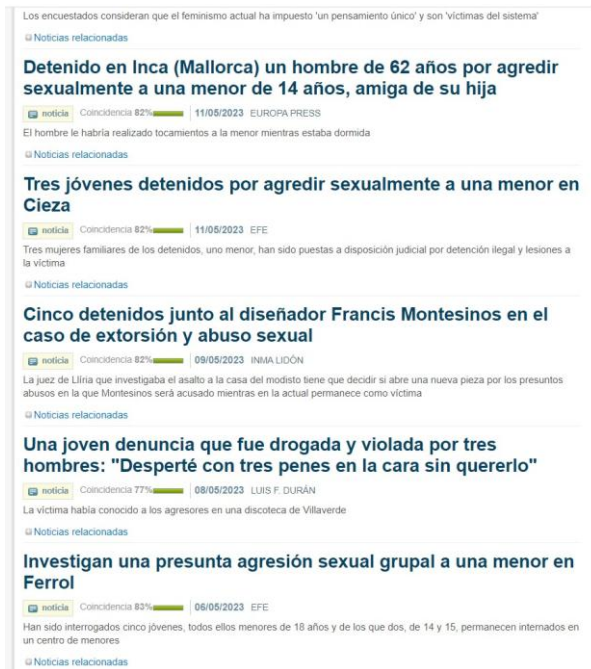 Los encuestados consideran que el feminismo actual ha impuesto 'un pensamiento único' y son 'víctimas del sistema'
Noticias relacionadas
Detenido en Inca (Mallorca) un hombre de 62 años por agredir
sexualmente a una menor de 14 años, amiga de su hija
noticia Coincidencia 82% 11/05/2023 EUROPA PRESS
El hombre le habría realizado tocamientos a la menor mientras estaba dormida
Noticias relacionadas
Tres jóvenes detenidos por agredir sexualmente a una menor en
Cieza
noticia Coincidencia 82% 11/05/2023 EFE
Tres mujeres familiares de los detenidos, uno menor, han sido puestas a disposición judicial por detención ilegal y lesiones a
la víctima
Noticias relacionadas
Cinco detenidos junto al diseñador Francis Montesinos en el
caso de extorsión y abuso sexual
noticia Coincidencia 82% 09/05/2023 INMA LIDÓN
La juez de Llíria que investigaba el asalto a la casa del modisto tiene que decidir si abre una nueva pieza por los presuntos
abusos en la que Montesinos será acusado mientras en la actual permanece como víctima
Noticias relacionadas
Una joven denuncia que fue drogada y violada por tres
hombres: "Desperté con tres penes en la cara sin quererlo"
noticia Coincidencia 77% 08/05/2023 LUIS F. DURÁN
La víctima había conocido a los agresores en una discoteca de Villaverde
Noticias relacionadas
Investigan una presunta agresión sexual grupal a una menor en
Ferrol
noticia Coincidencia 83% 06/05/2023 EFE
Han sido interrogados cinco jóvenes, todos ellos menores de 18 años y de los que dos, de 14 y 15, permanecen internados en
un centro de menores
Noticias relacionadas